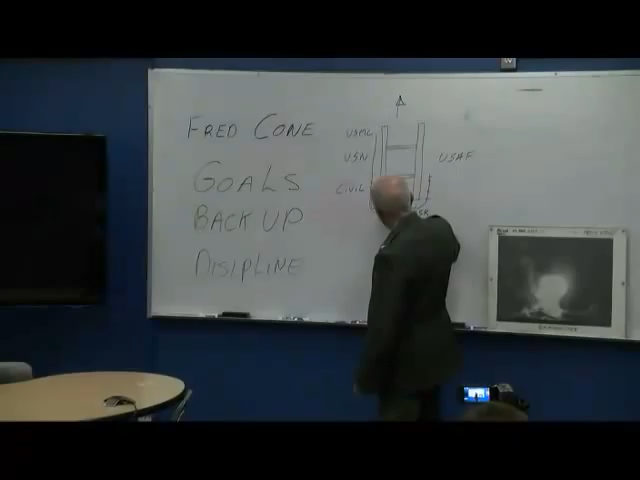 FRED CONE
GOALS
BACK UP
DISIPLINE
USMC
USN
CIVIL
USAF